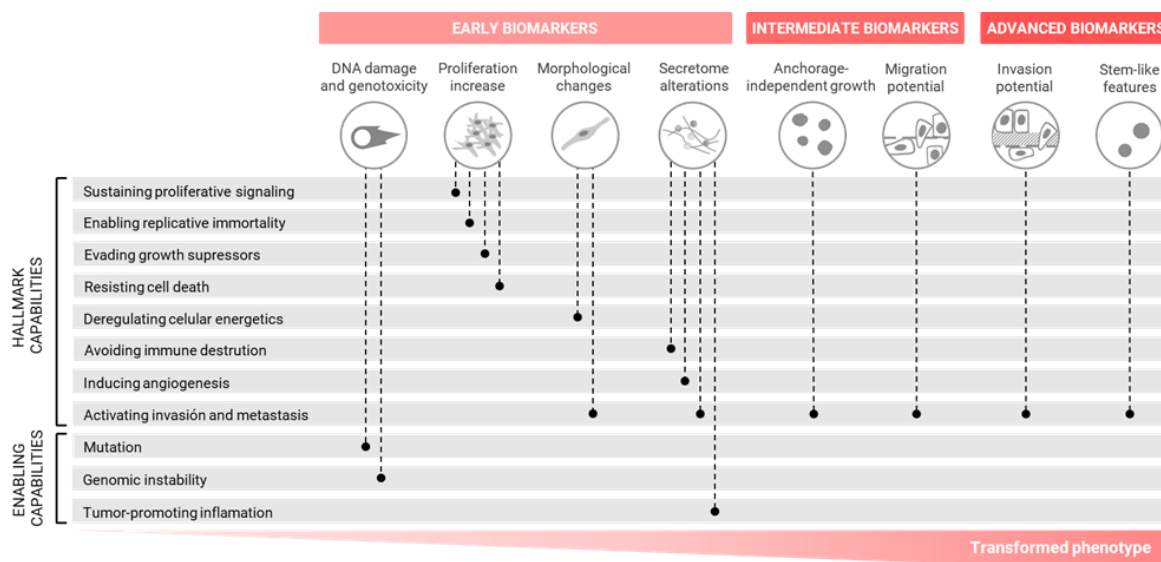 EARLY BIOMARKERS
INTERMEDIATE BIOMARKERS
ADVANCED BIOMARKERS
DNA damage
and genotoxicity
Proliferation
increase
Morphological
changes
Secretome
alterations
Anchorage-
independent growth
Migration
potential
Invasion
potential
Stem-like
features
HALLMARK
CAPABILITIES
Sustaining proliferative signaling
Enabling replicative immortality
Evading growth supressors
Resisting cell death
Deregulating celular energetics
Avoiding immune destrution
Inducing angiogenesis
Activating invasión and metastasis
ENABLING
CAPABILITIES
Mutation
Genomic instability
Tumor-promoting inflamation
Transformed phenotype